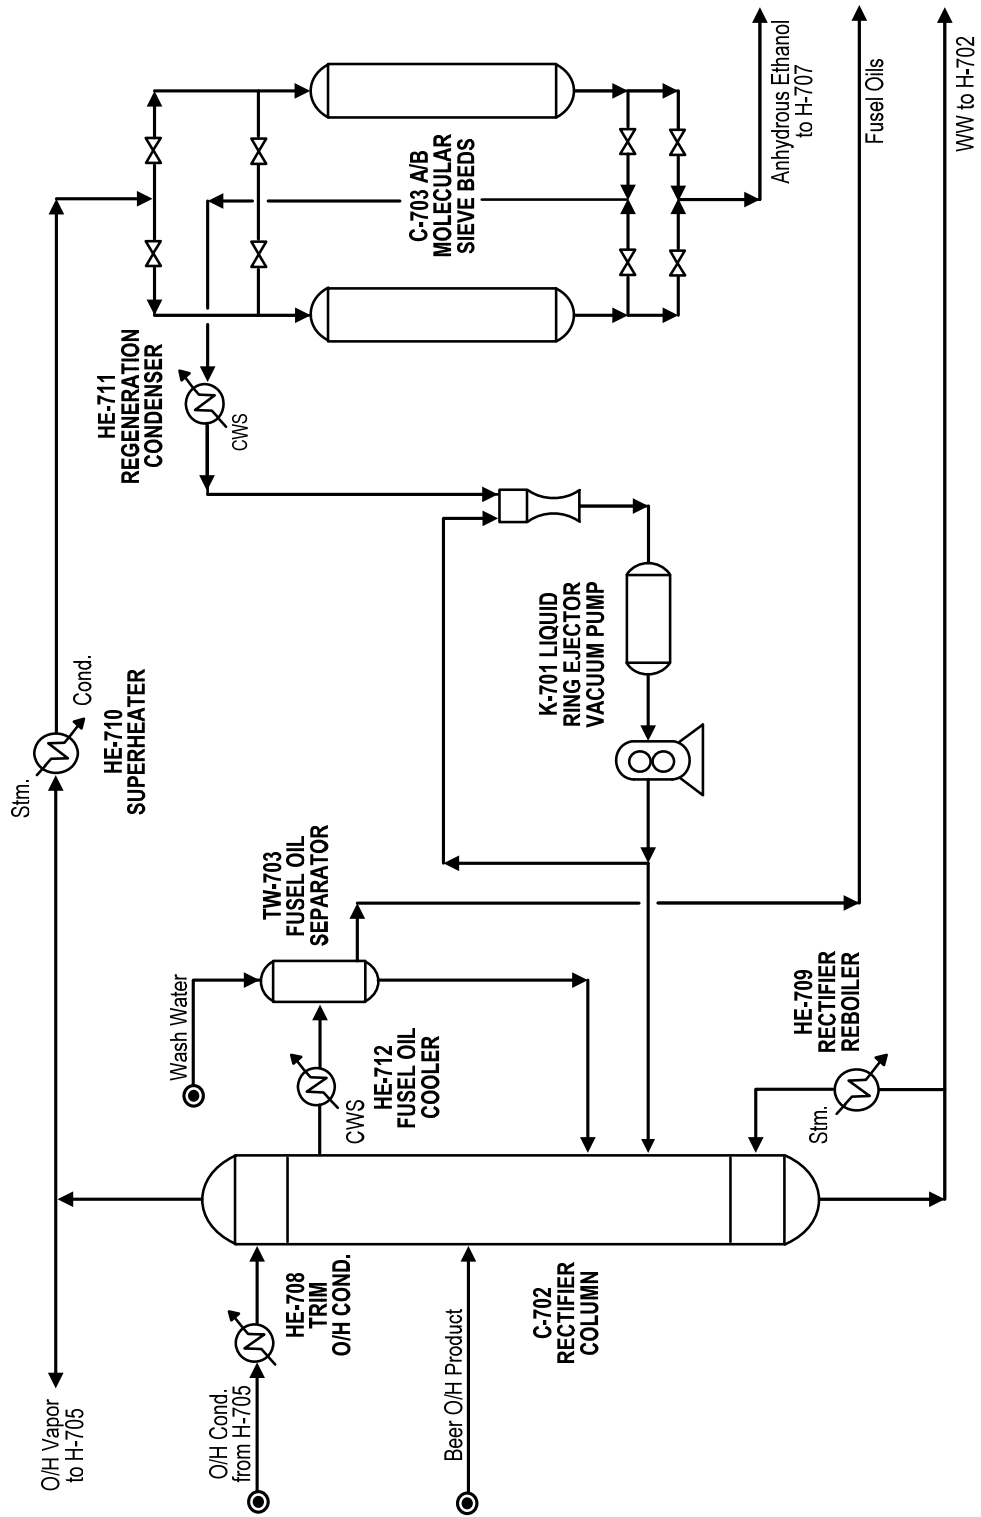 O/H Vapor
to H-705
Stm.
Cond.
HE-710
SUPERHEATER
HE-711
REGENERATION
CONDENSER
CWS
C-703 A/B
MOLECULAR
SIEVE BEDS
Anhydrous Ethanol
to H-707
Fusel Oils
WW to H-702
Wash Water
TW-703
FUSEL OIL
SEPARATOR
K-701 LIQUID
RING EJECTOR
VACUUM PUMP
CWS
HE-712
FUSEL OIL
COOLER
HE-709
RECTIFIER
REBOILER
Stm.
O/H Cond.
from H-705
HE-708
TRIM
O/H COND.
Beer O/H Product
C-702
RECTIFIER
COLUMN